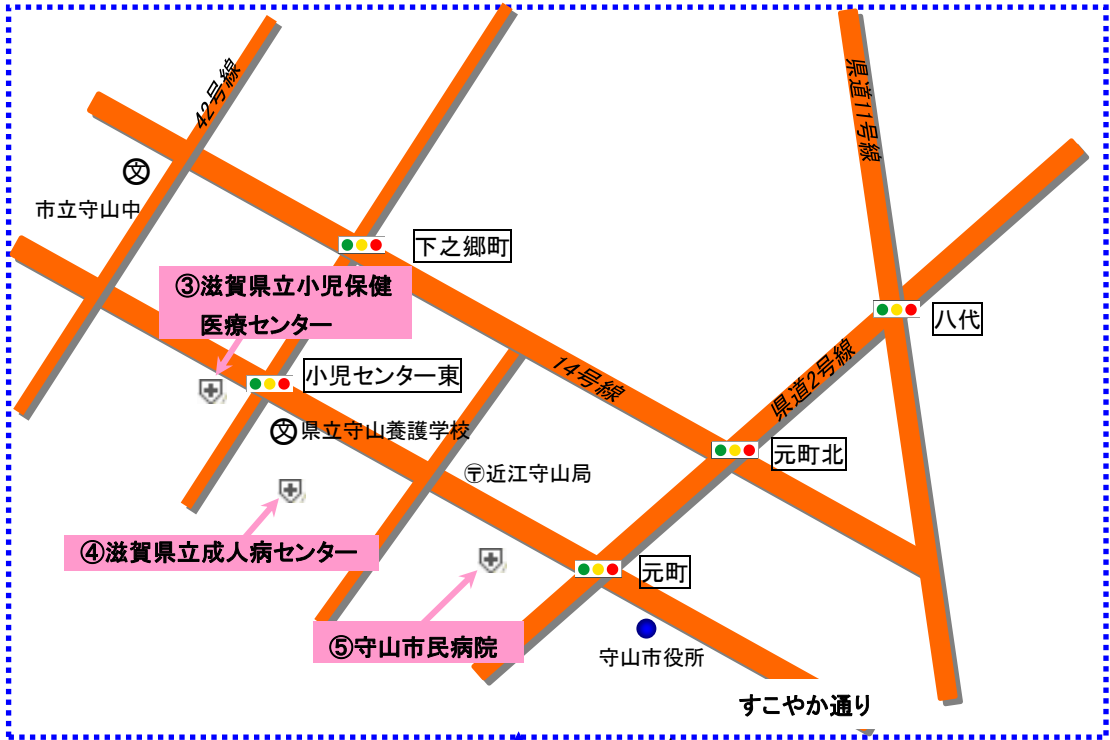 42号線
県道11号線
文
市立守山中
下之郷町
③滋賀県立小児保健
医療センター
八代
小児センター東
14号線
県道2号線
文
県立守山養護学校
元町北
〒近江守山局
④滋賀県立成人病センター
元町
⑤守山市民病院
守山市役所
すこやか通り